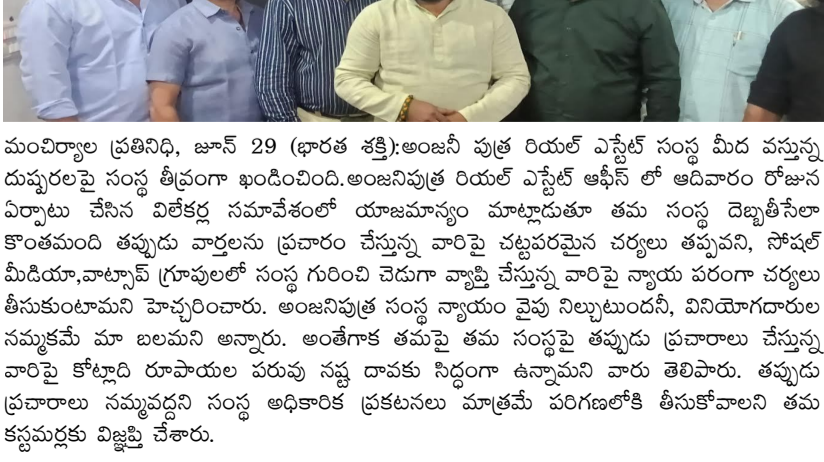 మంచిర్యాల ప్రతినిధి, జూన్ 29 (భారత శక్తి):అంజనీ పుత్ర రియల్ ఎస్టేట్ సంస్థ మీద వస్తున్న
దుష్పరలపై సంస్థ తీవ్రంగా ఖండించింది.అంజనిపుత్ర రియల్ ఎస్టేట్ ఆఫీస్ లో ఆదివారం రోజున
ఏర్పాటు చేసిన విలేకర్ల సమావేశంలో యాజమాన్యం మాట్లాడుతూ తమ సంస్థ దెబ్బతీసేలా
కొంతమంది తప్పుడు వార్తలను ప్రచారం చేస్తున్న వారిపై చట్టపరమైన చర్యలు తప్పవని, సోషల్
మీడియా,వాట్సాప్ గ్రూపులలో సంస్థ గురించి చెడుగా వ్యాప్తి చేస్తున్న వారిపై న్యాయ పరంగా చర్యలు
తీసుకుంటామని హెచ్చరించారు. అంజనిపుత్ర సంస్థ న్యాయం వైపు నిల్చుటుందనీ, వినియోగదారుల
నమ్మకమే మా బలమని అన్నారు. అంతేగాక తమపై తమ సంస్థపై తప్పుడు ప్రచారాలు చేస్తున్న
వారిపై కోట్లాది రూపాయల పరువు నష్ట దావకు సిద్ధంగా ఉన్నామని వారు తెలిపారు. తప్పుడు
ప్రచారాలు నమ్మవద్దని సంస్థ అధికారిక ప్రకటనలు మాత్రమే పరిగణలోకి తీసుకోవాలని తమ
కస్టమర్లకు విజ్ఞప్తి చేశారు.